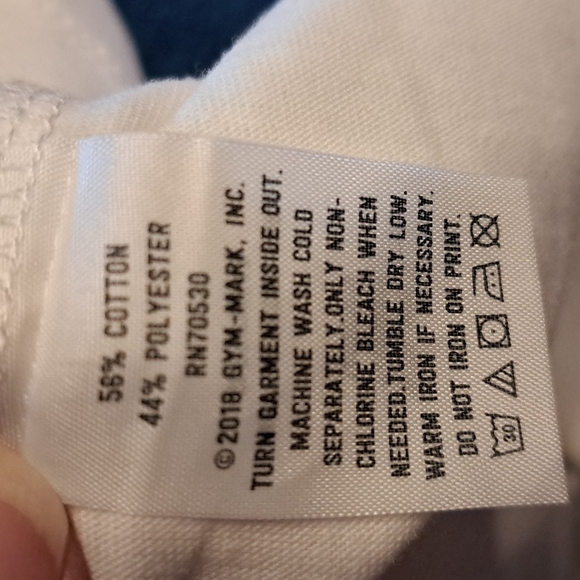 56% COTTON
44% POLYESTER
RN70530
©2018 GYM-MARK, INC.
TURN GARMENT INSIDE OUT.
MACHINE WASH COLD
SEPARATELY.ONLY NON-
CHLORINE BLEACH WHEN
NEEDED.TUMBLE DRY LOW.
WARM IRON IF NECESSARY.
DO NOT IRON ON PRINT.
30